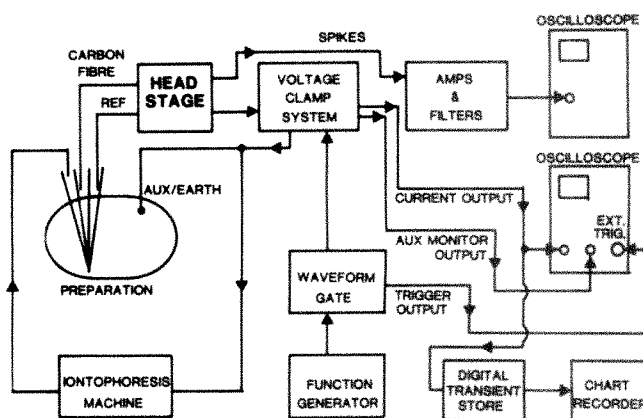 OSCILLOSCOPE
SPIKES
CARBON
FIBRE
HEAD
STAGE
VOLTAGE
CLAMP
SYSTEM
AMPS
&
FILTERS
REF
OSCILLOSCOPE
AUX/EARTH
CURRENT OUTPUT
EXT.
TRIG.
AUX MONITOR
OUTPUT
PREPARATION
WAVEFORM
GATE
TRIGGER
OUTPUT
IONTOPHORESIS
MACHINE
FUNCTION
GENERATOR
DIGITAL
TRANSIENT
STORE
CHART
RECORDER